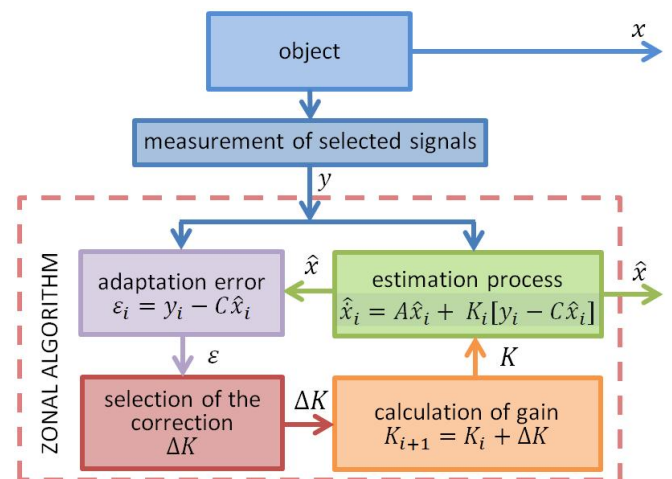 object
x
measurement of selected signals
y
ZONAL ALGORITHM
adaptation error
εᵢ = yᵢ − Cx̂ᵢ
x̂
estimation process
x̂̇ᵢ = Ax̂ᵢ + Kᵢ[yᵢ − Cx̂ᵢ]
x̂
ε
K
selection of the
correction
ΔK
ΔK
calculation of gain
Kᵢ₊₁ = Kᵢ + ΔK